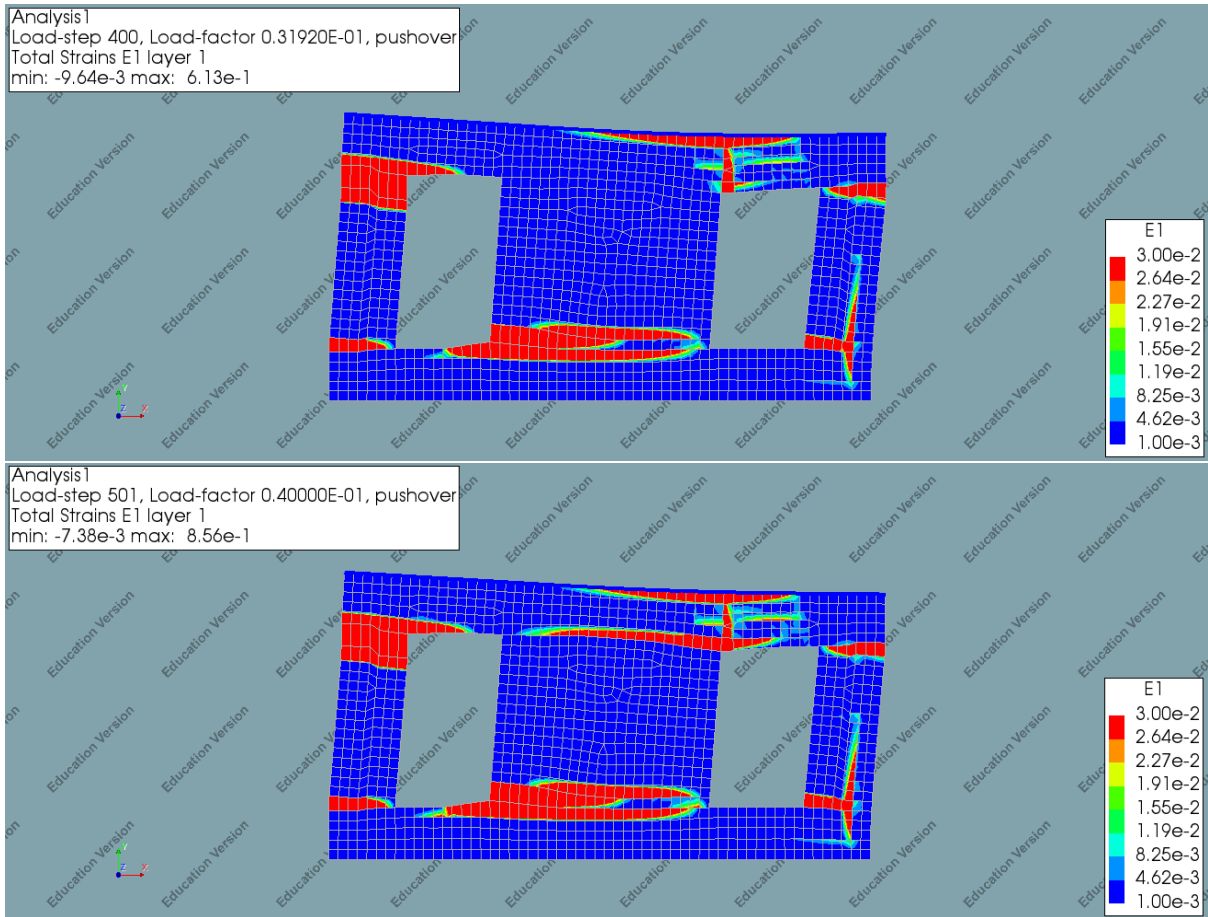 Analysis1
Load-step 400, Load-factor 0.31920E-01, pushover
Total Strains E1 layer 1
min: -9.64e-3 max: 6.13e-1
Education Version
E1
3.00e-2
2.64e-2
2.27e-2
1.91e-2
1.55e-2
1.19e-2
8.25e-3
4.62e-3
1.00e-3
Y
Z X
Analysis1
Load-step 501, Load-factor 0.40000E-01, pushover
Total Strains E1 layer 1
min: -7.38e-3 max: 8.56e-1
Education Version
E1
3.00e-2
2.64e-2
2.27e-2
1.91e-2
1.55e-2
1.19e-2
8.25e-3
4.62e-3
1.00e-3
Y
Z X